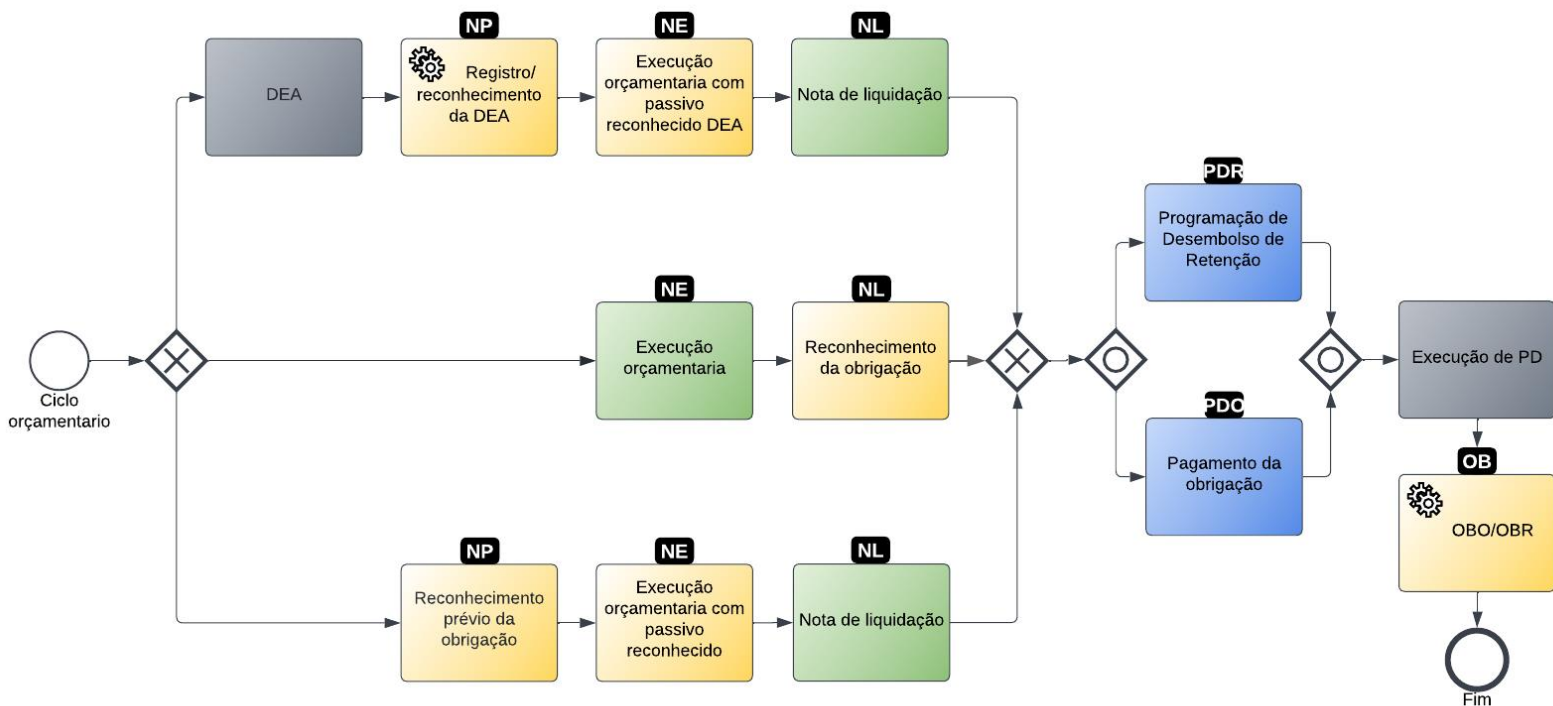 NP
NE
NL
DEA
Registro/
reconhecimento
da DEA
Execução
orçamentaria com
passivo
reconhecido DEA
Nota de liquidação
PDR
Programação de
Desembolso de
Retenção
NE
NL
Ciclo
orçamentario
Execução
orçamentaria
Reconhecimento
da obrigação
Execução de PD
PDO
Pagamento da
obrigação
OB
OBO/OBR
NP
NE
NL
Reconhecimento
prévio da
obrigação
Execução
orçamentaria com
passivo
reconhecido
Nota de liquidação
Fim